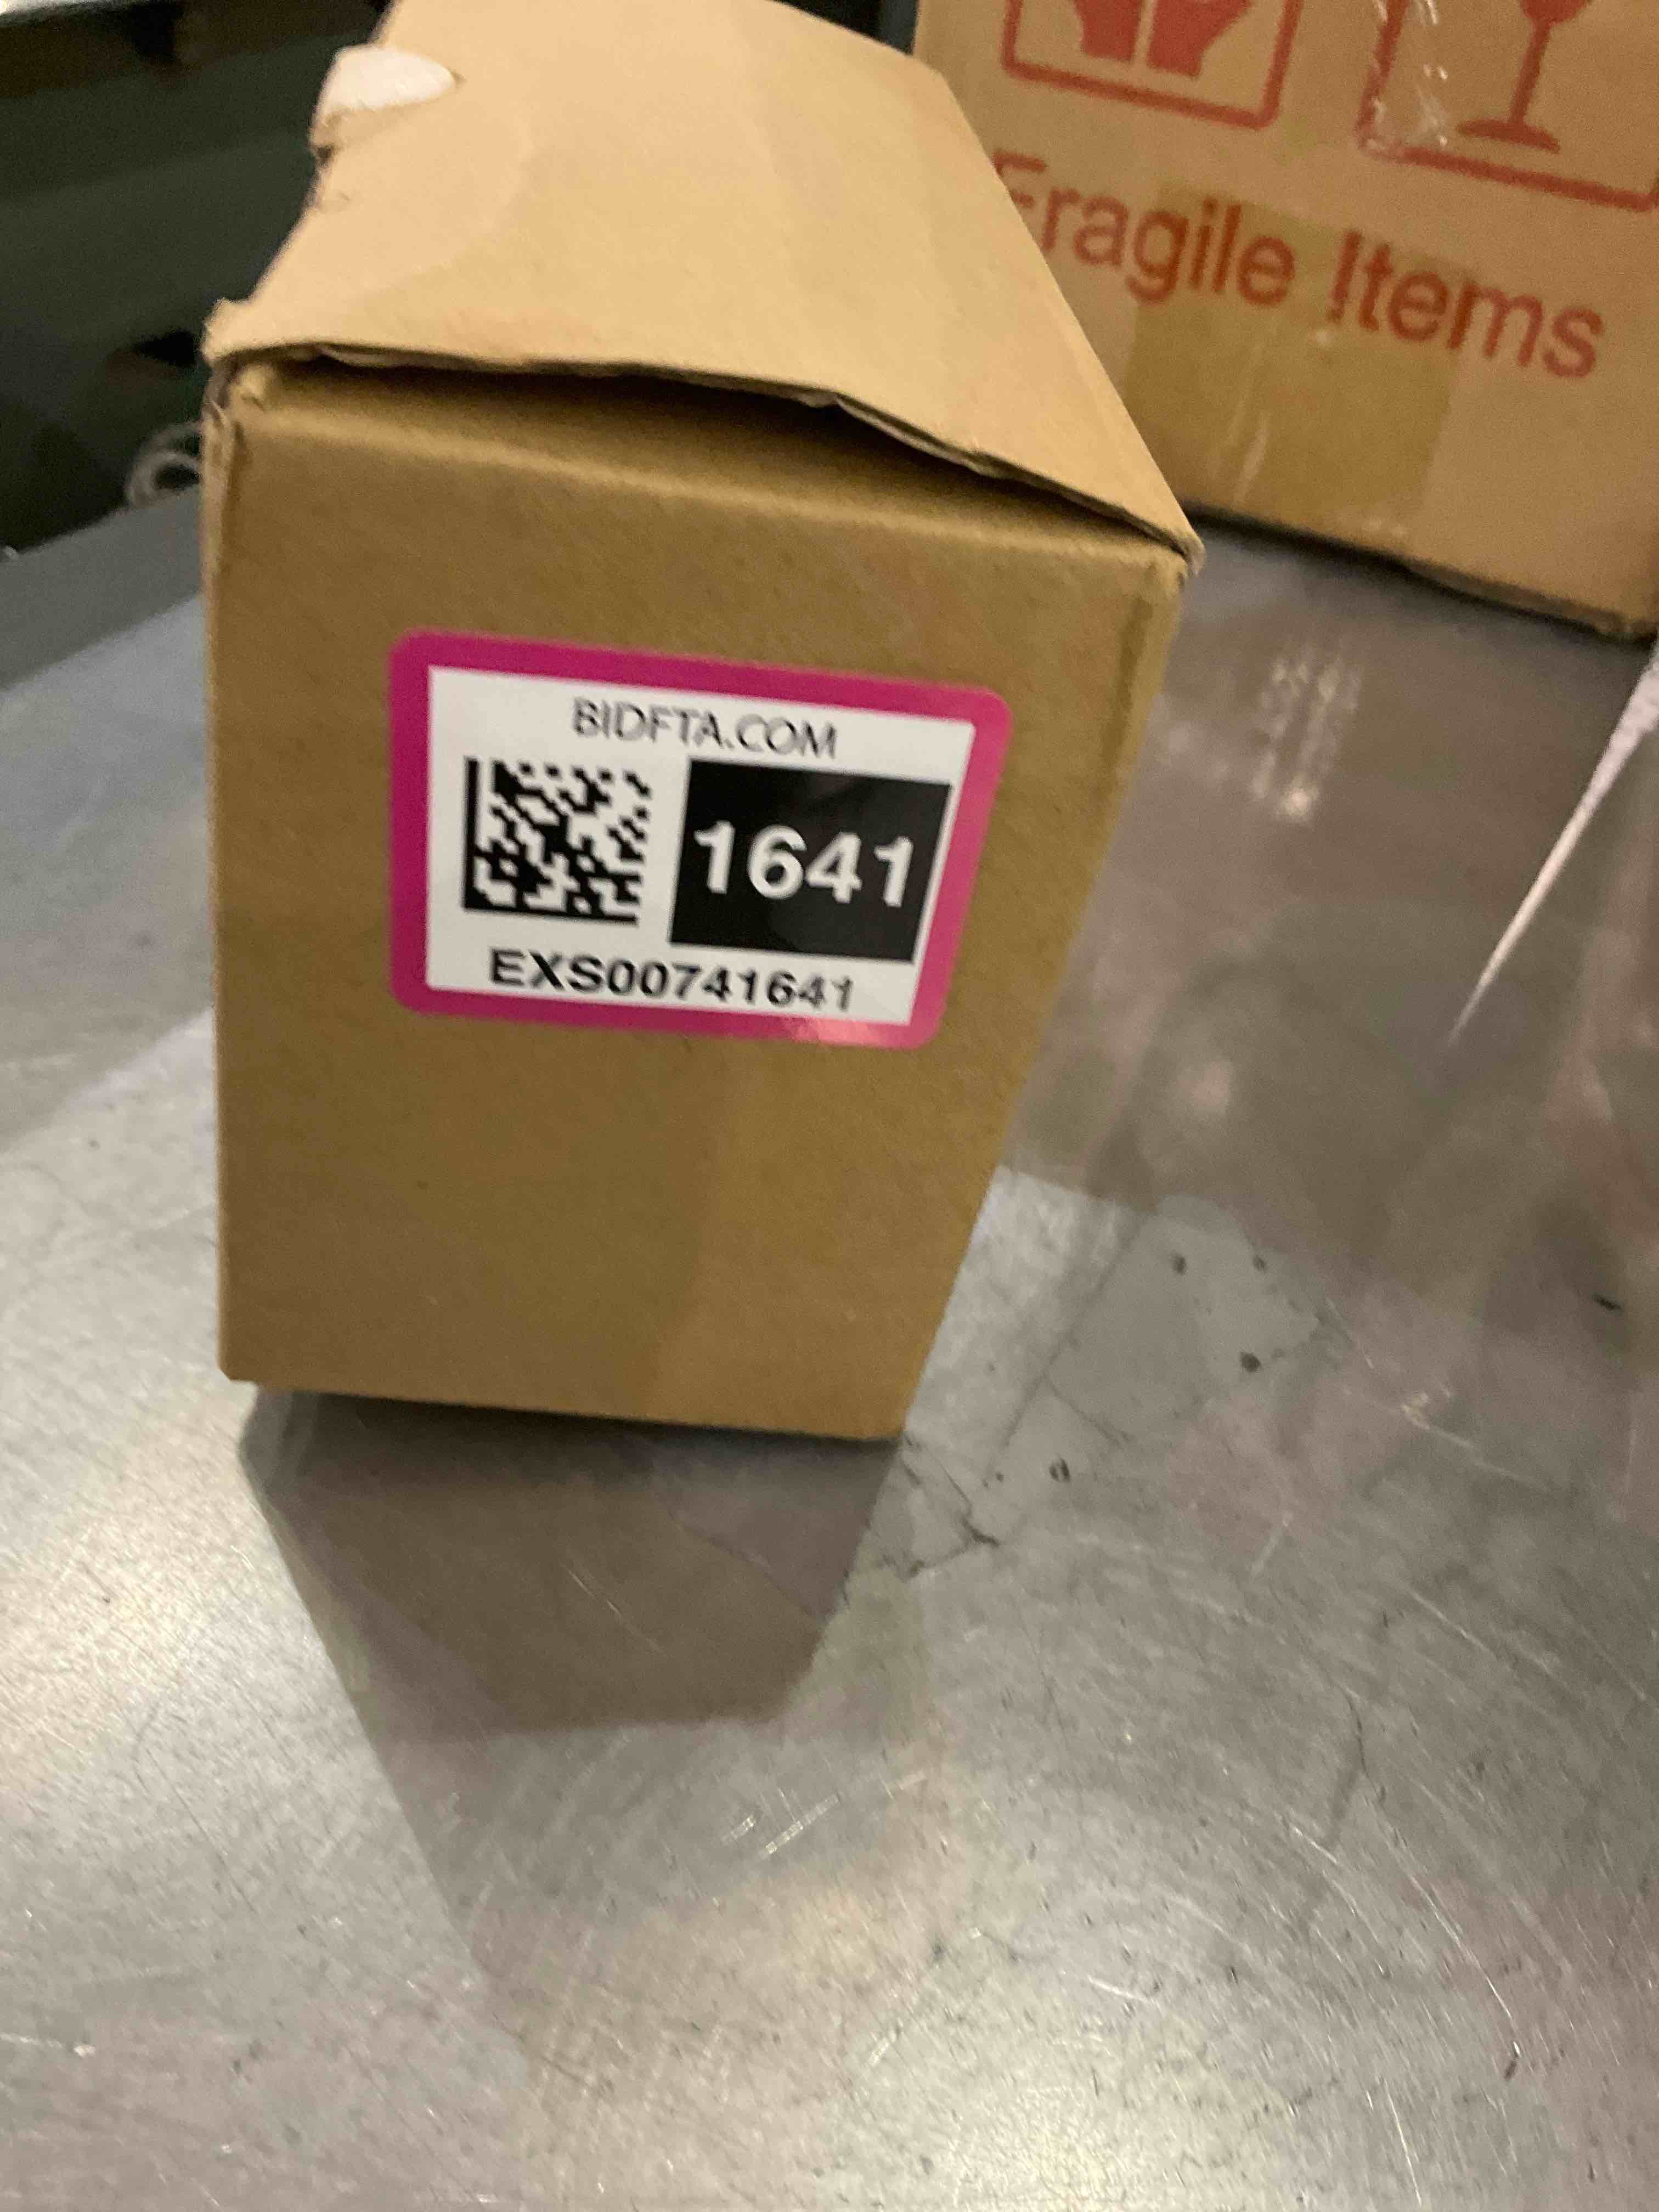 Fragile Items
BIDFTA.COM
1641
EXS00741641